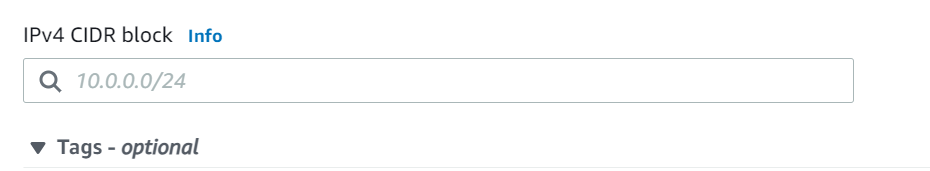 IPv4 CIDR block Info
10.0.0.0/24
Tags - optional